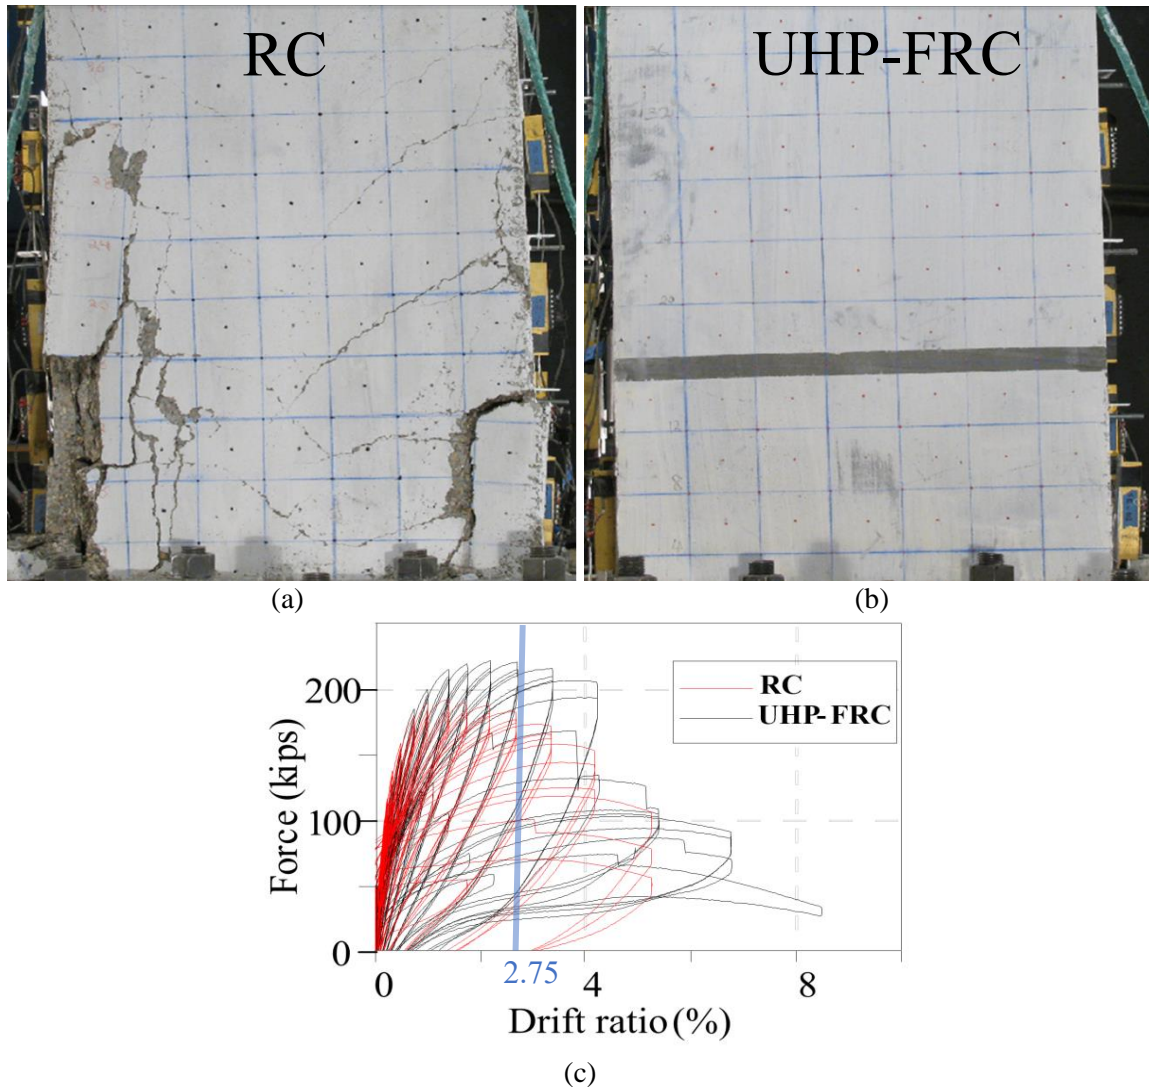 RC
UHP-FRC
(a)
(b)
200
100
0
Force (kips)
RC
UHP-FRC
2.75
0
4
8
Drift ratio (%)
(c)